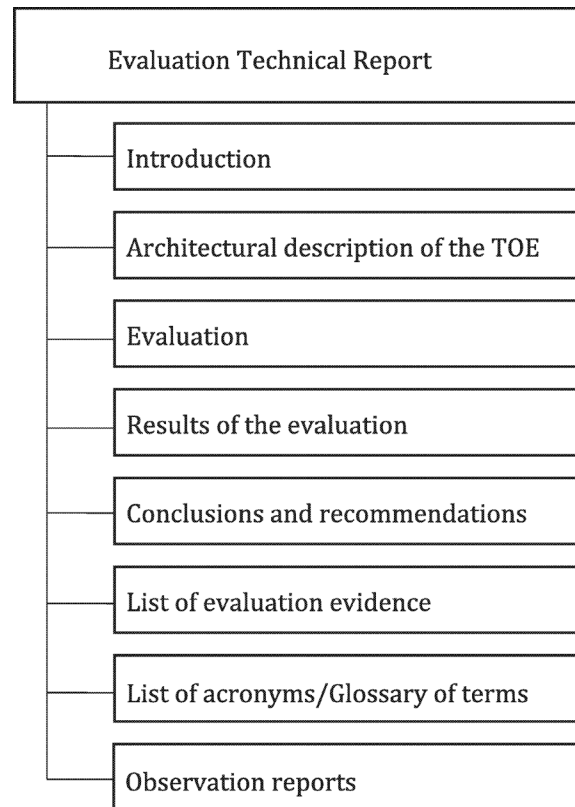 Evaluation Technical Report
Introduction
Architectural description of the TOE
Evaluation
Results of the evaluation
Conclusions and recommendations
List of evaluation evidence
List of acronyms/Glossary of terms
Observation reports